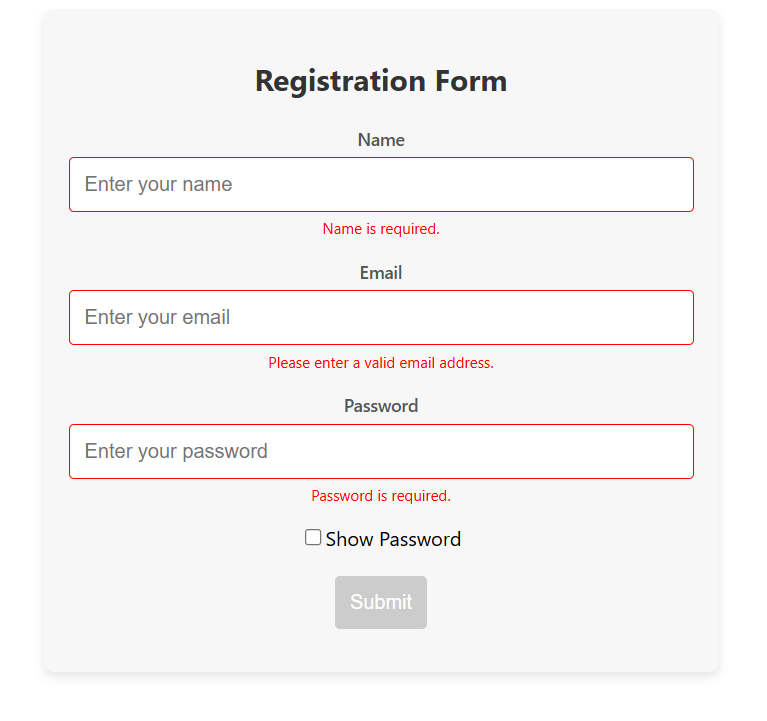 Registration Form
Name
Enter your name
Name is required.
Email
Enter your email
Please enter a valid email address.
Password
Enter your password
Password is required.
Show Password
Submit